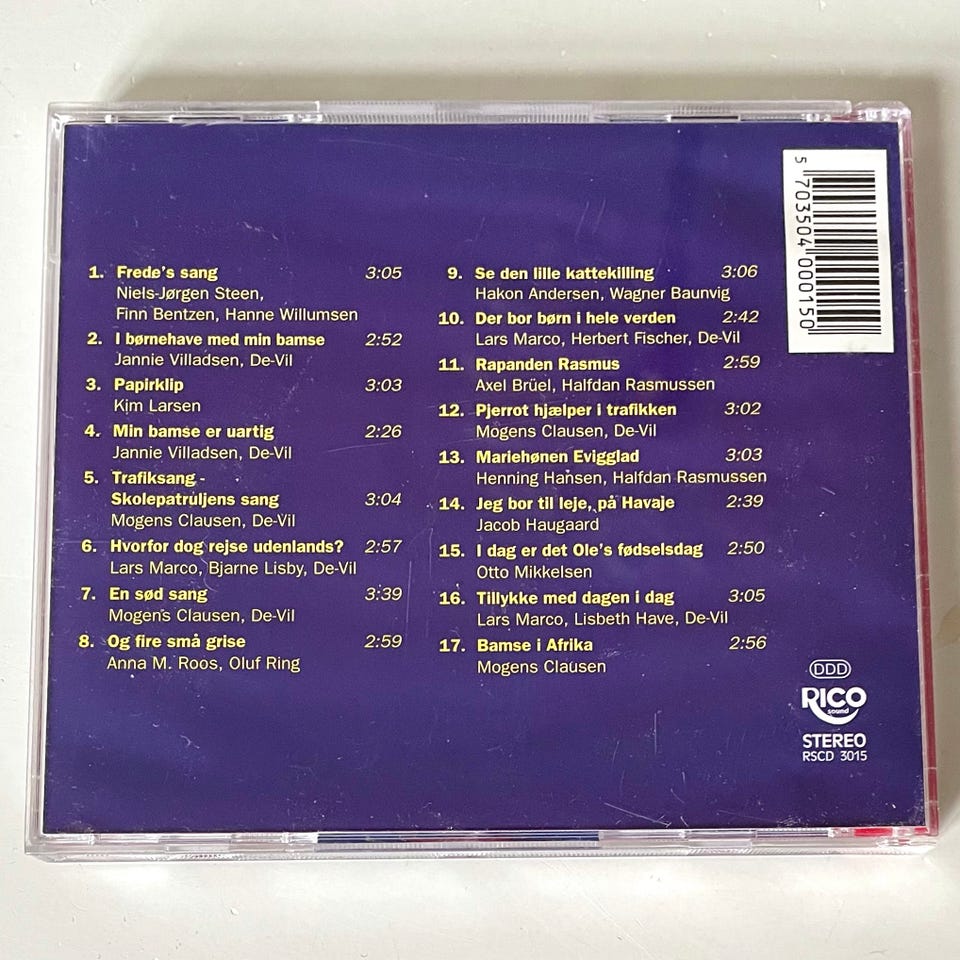 1. Frede's sang 3:05
Niels-Jørgen Steen,
Finn Bentzen, Hanne Willumsen
2. I børnehave med min bamse 2:52
Jannie Villadsen, De-Vil
3. Papirklip 3:03
Kim Larsen
4. Min bamse er uartig 2:26
Jannie Villadsen, De-Vil
5. Trafiksang -
Skolepatruljens sang 3:04
Mogens Clausen, De-Vil
6. Hvorfor dog rejse udenlands? 2:57
Lars Marco, Bjarne Lisby, De-Vil
7. En sød sang 3:39
Mogens Clausen, De-Vil
8. Og fire små grise 2:59
Anna M. Roos, Oluf Ring
9. Se den lille kattekilling 3:06
Hakon Andersen, Wagner Baunvig
10. Der bor børn i hele verden 2:42
Lars Marco, Herbert Fischer, De-Vil
11. Rapanden Rasmus 2:59
Axel Brüel, Halfdan Rasmussen
12. Pjerrot hjælper i trafikken 3:02
Mogens Clausen, De-Vil
13. Mariehønen Evigglad 3:03
Henning Hansen, Halfdan Rasmussen
14. Jeg bor til leje, på Havaje 2:39
Jacob Haugaard
15. I dag er det Ole's fødselsdag 2:50
Otto Mikkelsen
16. Tillykke med dagen i dag 3:05
Lars Marco, Lisbeth Have, De-Vil
17. Bamse i Afrika 2:56
Mogens Clausen
5 703504 000150
DDD
RICO
sound
STEREO
RSCD 3015